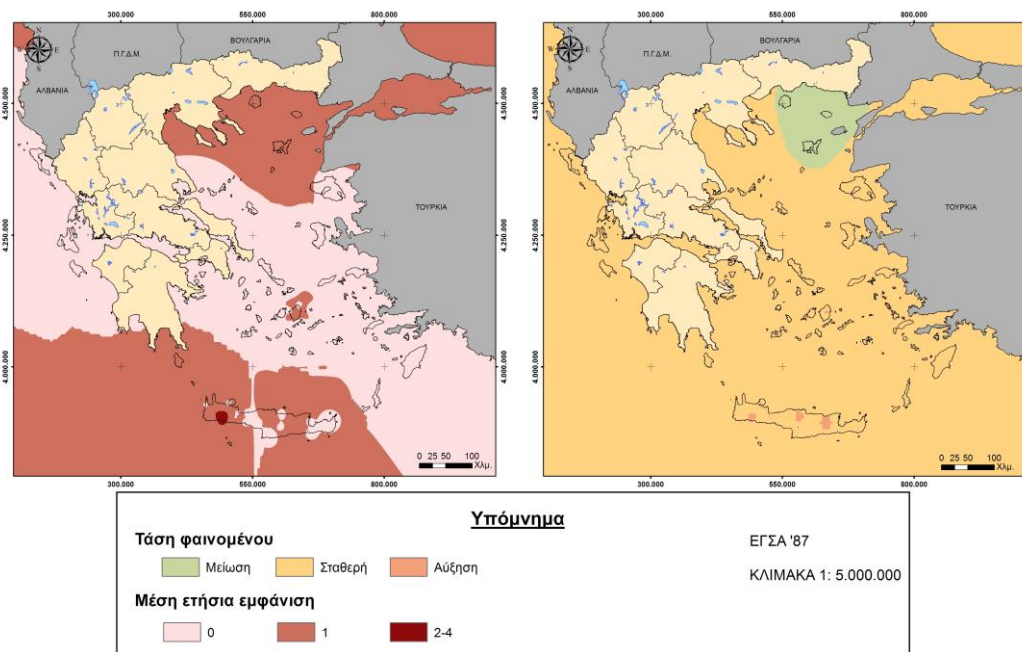 300.000 550.000 800.000
300.000 550.000 800.000
N
W E
S
Π.Γ.Δ.Μ.
ΒΟΥΛΓΑΡΙΑ
ΑΛΒΑΝΙΑ
ΤΟΥΡΚΙΑ
4.500.000
4.250.000
4.000.000
0 25 50 100
Χλμ.
300.000 550.000 800.000
N
W E
S
Π.Γ.Δ.Μ.
ΒΟΥΛΓΑΡΙΑ
ΑΛΒΑΝΙΑ
ΤΟΥΡΚΙΑ
4.500.000
4.250.000
4.000.000
0 25 50 100
Χλμ.
300.000 550.000 800.000
Υπόμνημα
Τάση φαινομένου
Μείωση Σταθερή Αύξηση
Μέση ετήσια εμφάνιση
0 1 2-4
ΕΓΣΑ '87
ΚΛΙΜΑΚΑ 1: 5.000.000